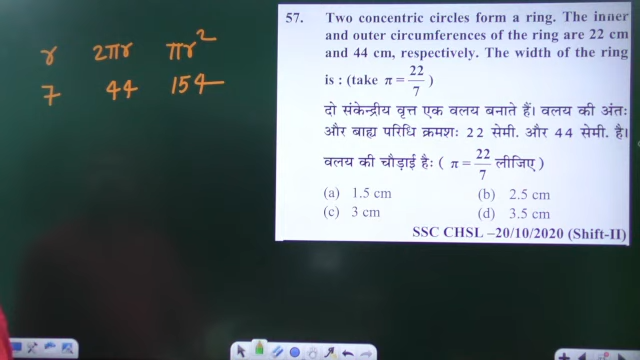 r 2πr πr²
7 44 154
57. Two concentric circles form a ring. The inner
and outer circumferences of the ring are 22 cm
and 44 cm, respectively. The width of the ring
is : (take π = 22/7)
दो संकेन्द्रीय वृत्त एक वलय बनाते हैं। वलय की अंतः
और बाह्य परिधि क्रमशः 22 सेमी. और 44 सेमी. है।
वलय की चौड़ाई हैः ( π = 22/7 लीजिए )
(a) 1.5 cm (b) 2.5 cm
(c) 3 cm (d) 3.5 cm
SSC CHSL –20/10/2020 (Shift-II)